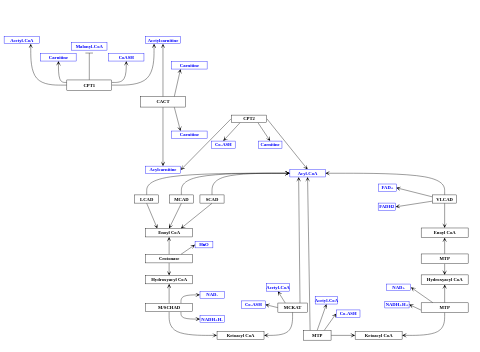 Acetyl.CoA
Malonyl.CoA
Acetylcarnitine
Carnitine
CoASH
Carnitine
CPT1
CACT
CPT2
Carnitine
Co.ASH
Carnitine
Acylcarnitine
Acyl.CoA
FAD+
LCAD
MCAD
SCAD
VLCAD
FADH2
Enoyl CoA
Enoyl CoA
H2O
Crotonase
MTP
Hydroxyacyl CoA
Hydroxyacyl CoA
Acetyl.CoA
NAD+
NAD.
Acetyl.CoA
Co.ASH
NADH.H+
M/SCHAD
MCKAT
MTP
Co.ASH
NADH.H.
Ketoacyl CoA
MTP
Ketoacyl CoA